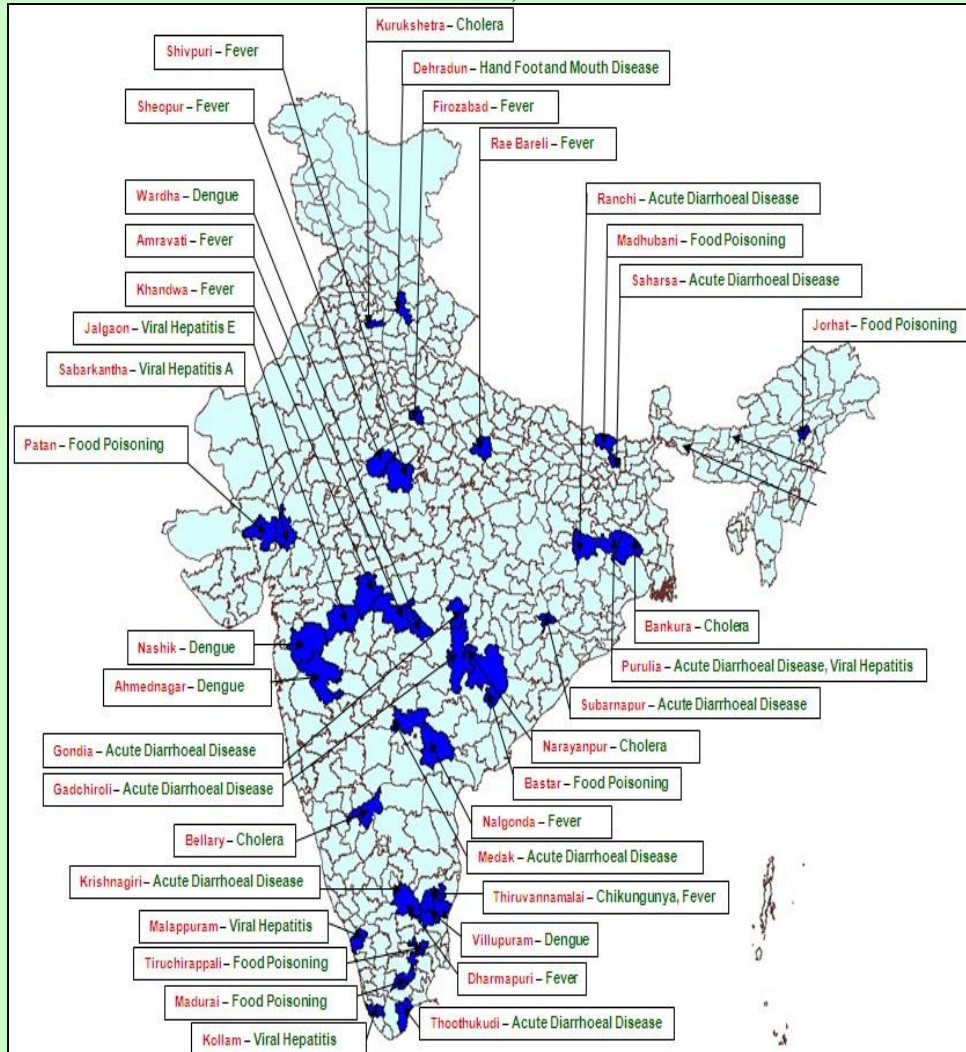 Kurukshetra – Cholera
Shivpuri – Fever
Dehradun – Hand Foot and Mouth Disease
Sheopur – Fever
Firozabad – Fever
Rae Bareli – Fever
Wardha – Dengue
Ranchi – Acute Diarrhoeal Disease
Amravati – Fever
Madhubani – Food Poisoning
Khandwa – Fever
Saharsa – Acute Diarrhoeal Disease
Jalgaon – Viral Hepatitis E
Jorhat – Food Poisoning
Sabarkantha – Viral Hepatitis A
Patan – Food Poisoning
Bankura – Cholera
Nashik – Dengue
Purulia – Acute Diarrhoeal Disease, Viral Hepatitis
Ahmednagar – Dengue
Subarnapur – Acute Diarrhoeal Disease
Gondia – Acute Diarrhoeal Disease
Narayanpur – Cholera
Gadchiroli – Acute Diarrhoeal Disease
Bastar – Food Poisoning
Nalgonda – Fever
Bellary – Cholera
Medak – Acute Diarrhoeal Disease
Krishnagiri – Acute Diarrhoeal Disease
Thiruvannamalai – Chikungunya, Fever
Malappuram – Viral Hepatitis
Villupuram – Dengue
Tiruchirappali – Food Poisoning
Dharmapuri – Fever
Madurai – Food Poisoning
Thoothukudi – Acute Diarrhoeal Disease
Kollam – Viral Hepatitis